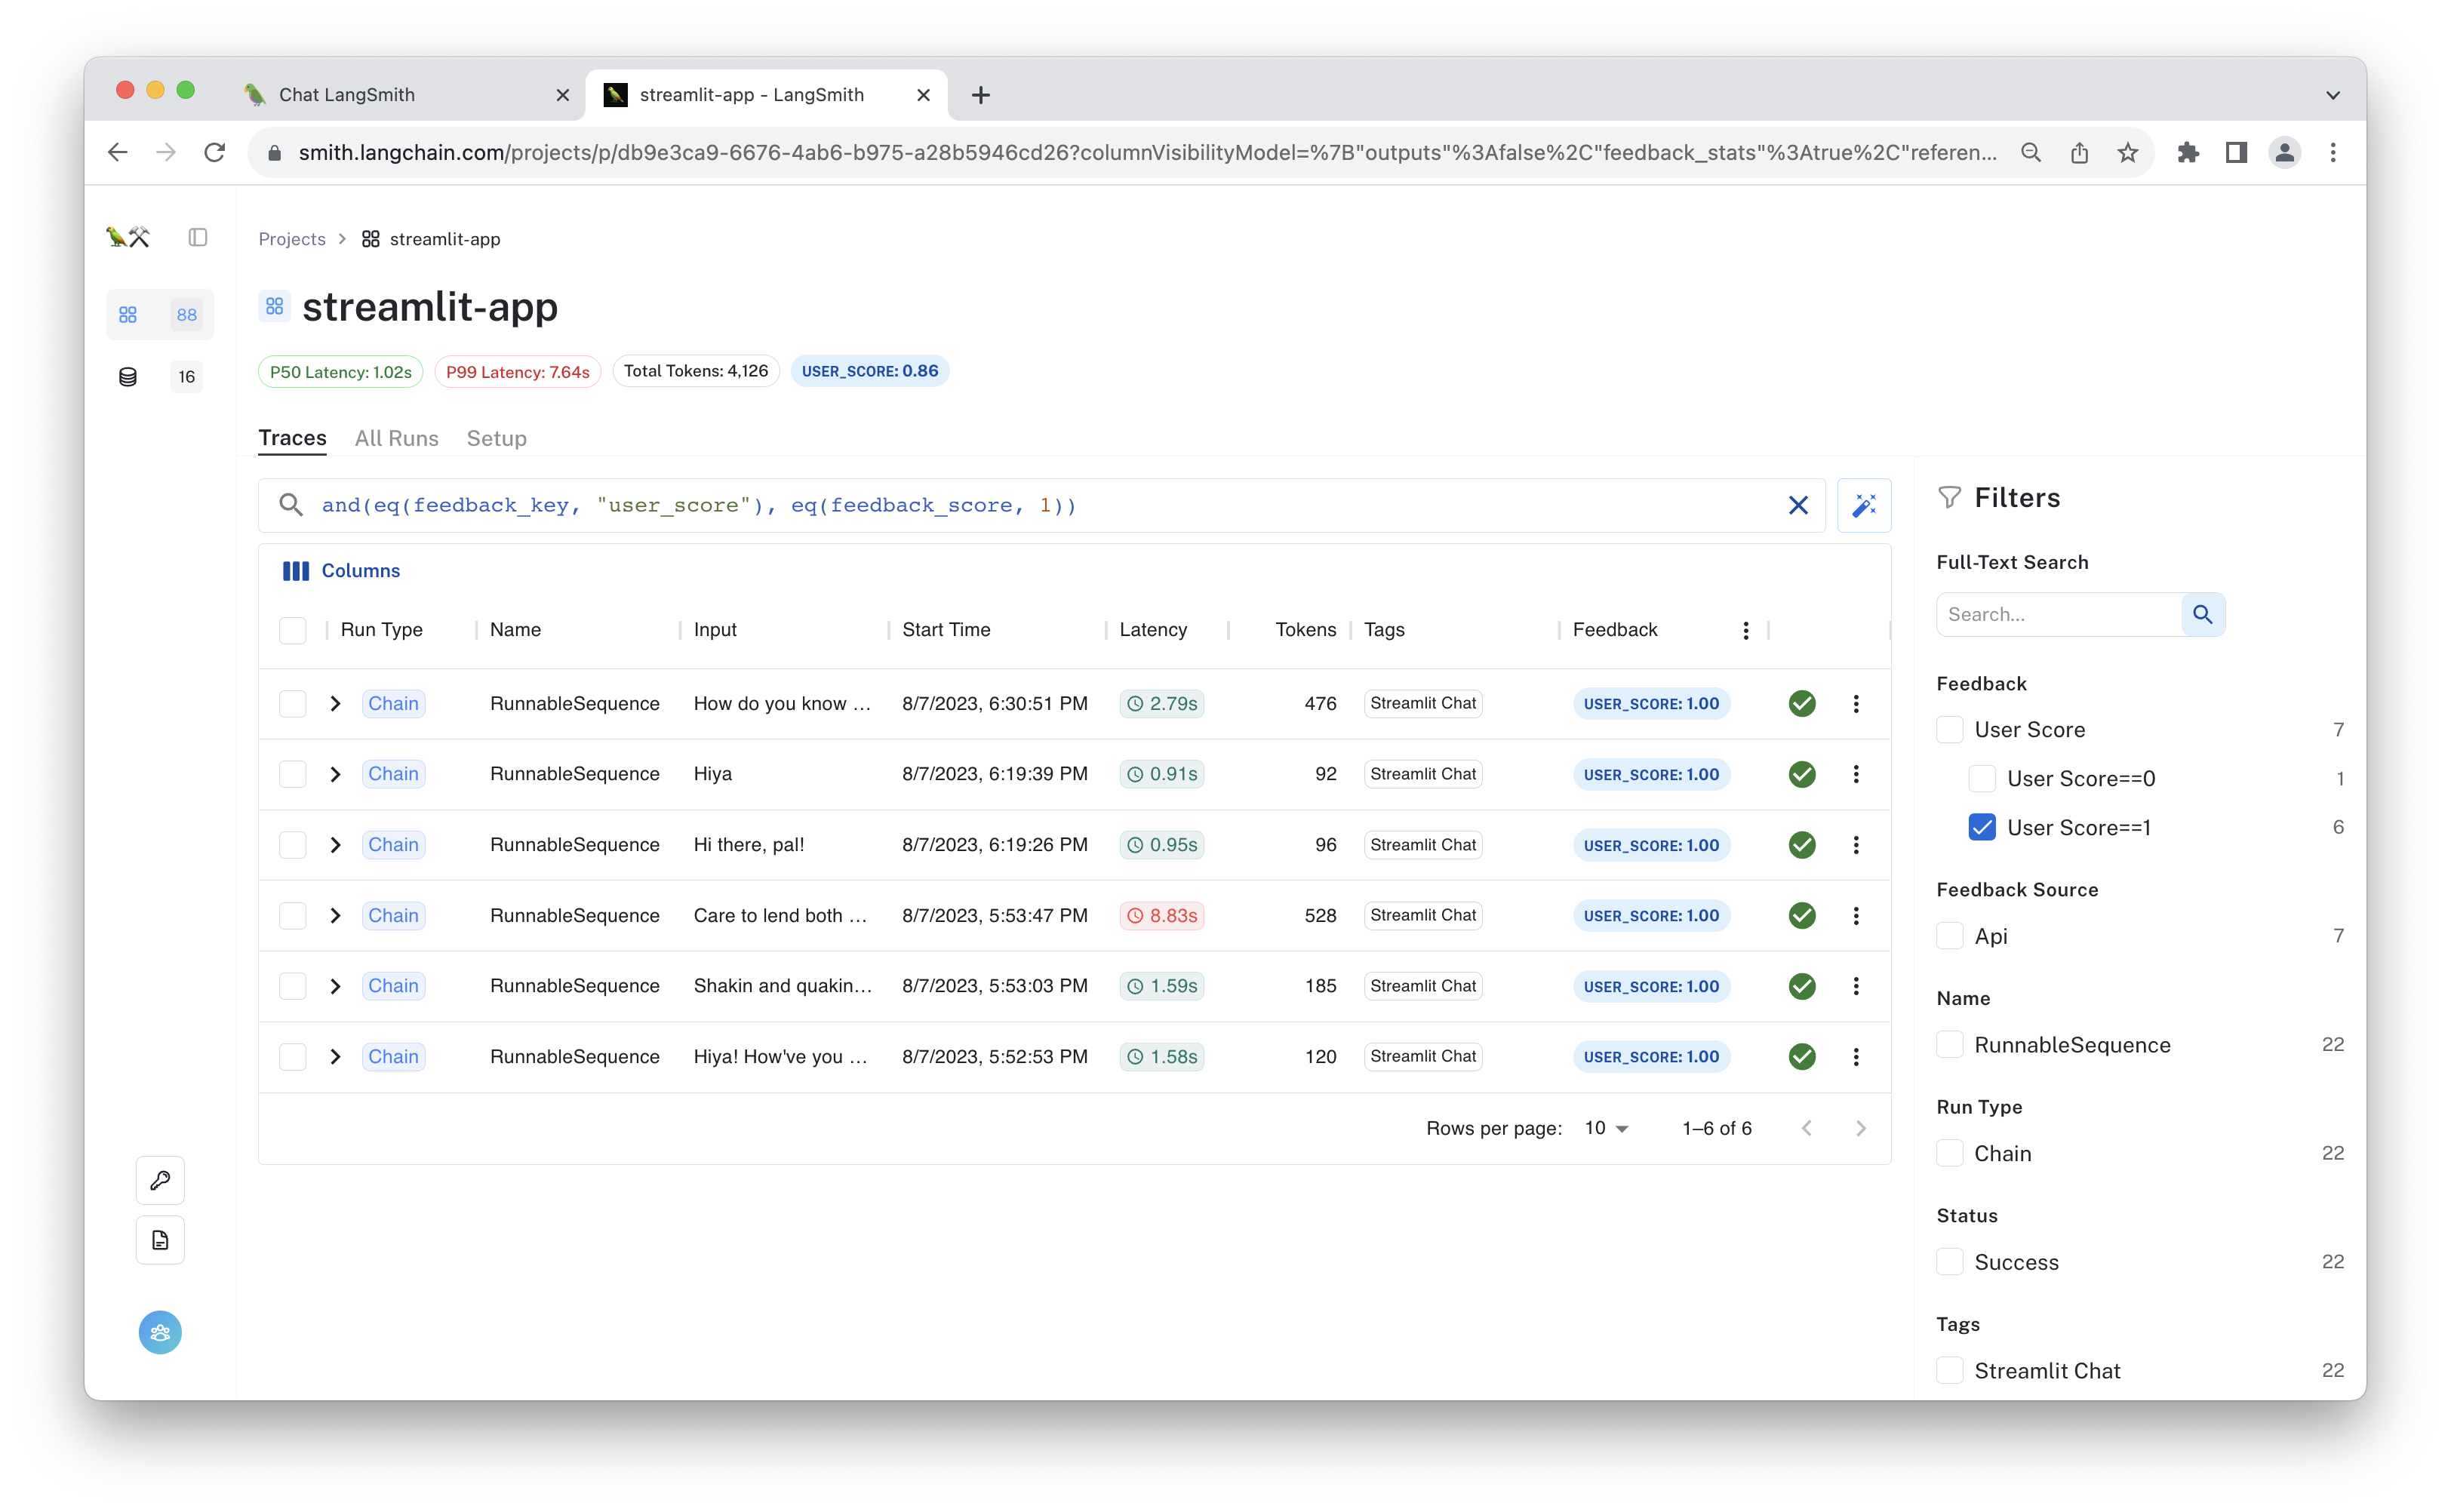 Chat LangSmith
streamlit-app - LangSmith
smith.langchain.com/projects/p/db9e3ca9-6676-4ab6-b975-a28b5946cd26?columnVisibilityModel=%7B"outputs"%3Afalse%2C"feedback_stats"%3Atrue%2C"referen...
Projects > streamlit-app
88
16
streamlit-app
P50 Latency: 1.02s P99 Latency: 7.64s Total Tokens: 4,126 USER_SCORE: 0.86
Traces All Runs Setup
and(eq(feedback_key, "user_score"), eq(feedback_score, 1))
Columns
Run Type Name Input Start Time Latency Tokens Tags Feedback
Chain RunnableSequence How do you know ... 8/7/2023, 6:30:51 PM 2.79s 476 Streamlit Chat USER_SCORE: 1.00
Chain RunnableSequence Hiya 8/7/2023, 6:19:39 PM 0.91s 92 Streamlit Chat USER_SCORE: 1.00
Chain RunnableSequence Hi there, pal! 8/7/2023, 6:19:26 PM 0.95s 96 Streamlit Chat USER_SCORE: 1.00
Chain RunnableSequence Care to lend both ... 8/7/2023, 5:53:47 PM 8.83s 528 Streamlit Chat USER_SCORE: 1.00
Chain RunnableSequence Shakin and quakin... 8/7/2023, 5:53:03 PM 1.59s 185 Streamlit Chat USER_SCORE: 1.00
Chain RunnableSequence Hiya! How've you ... 8/7/2023, 5:52:53 PM 1.58s 120 Streamlit Chat USER_SCORE: 1.00
Rows per page: 10 1–6 of 6
Filters
Full-Text Search
Search...
Feedback
User Score 7
User Score==0 1
User Score==1 6
Feedback Source
Api 7
Name
RunnableSequence 22
Run Type
Chain 22
Status
Success 22
Tags
Streamlit Chat 22